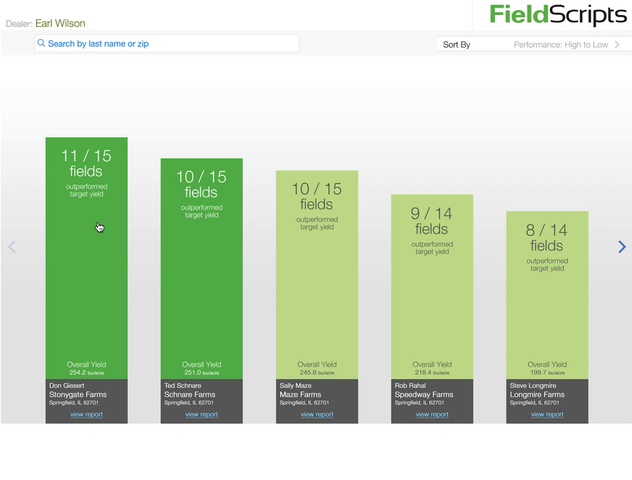 FieldScripts
Dealer: Earl Wilson
Search by last name or zip
Sort By
Performance: High to Low
11 / 15
fields
outperformed
target yield
Overall Yield
254.2 bu/acre
Don Giesert
Stonygate Farms
Springfield, IL 62701
view report
10 / 15
fields
outperformed
target yield
Overall Yield
251.0 bu/acre
Ted Schnare
Schnare Farms
Springfield, IL 62701
view report
10 / 15
fields
outperformed
target yield
Overall Yield
245.8 bu/acre
Sally Maze
Maze Farms
Springfield, IL 62701
view report
9 / 14
fields
outperformed
target yield
Overall Yield
218.4 bu/acre
Rob Rahal
Speedway Farms
Springfield, IL 62701
view report
8 / 14
fields
outperformed
target yield
Overall Yield
199.7 bu/acre
Steve Longmire
Longmire Farms
Springfield, IL 62701
view report